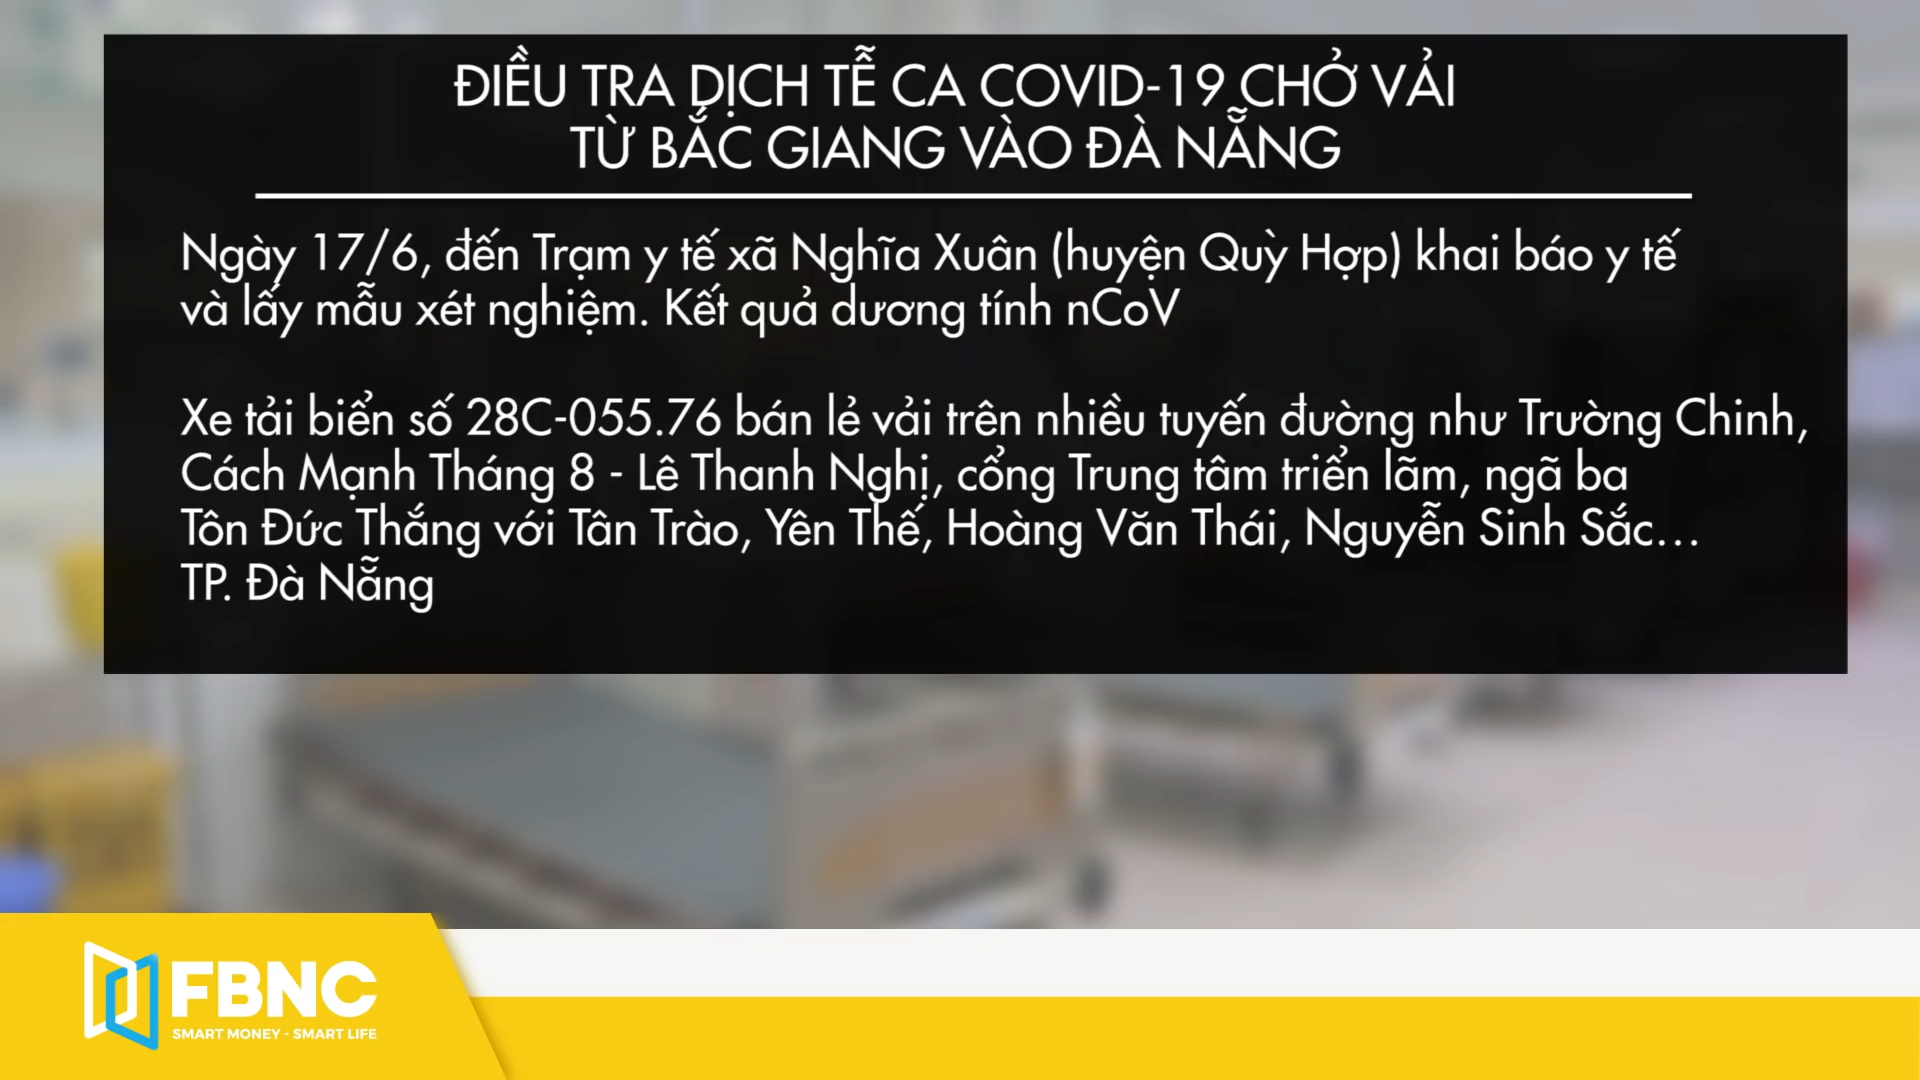 ĐIỀU TRA DỊCH TỄ CA COVID-19 CHỞ VẢI
TỪ BẮC GIANG VÀO ĐÀ NẴNG
Ngày 17/6, đến Trạm y tế xã Nghĩa Xuân (huyện Quỳ Hợp) khai báo y tế
và lấy mẫu xét nghiệm. Kết quả dương tính nCoV
Xe tải biển số 28C-055.76 bán lẻ vải trên nhiều tuyến đường như Trường Chinh,
Cách Mạnh Tháng 8 - Lê Thanh Nghị, cổng Trung tâm triển lãm, ngã ba
Tôn Đức Thắng với Tân Trào, Yên Thế, Hoàng Văn Thái, Nguyễn Sinh Sắc...
TP. Đà Nẵng
FBNC
SMART MONEY - SMART LIFE